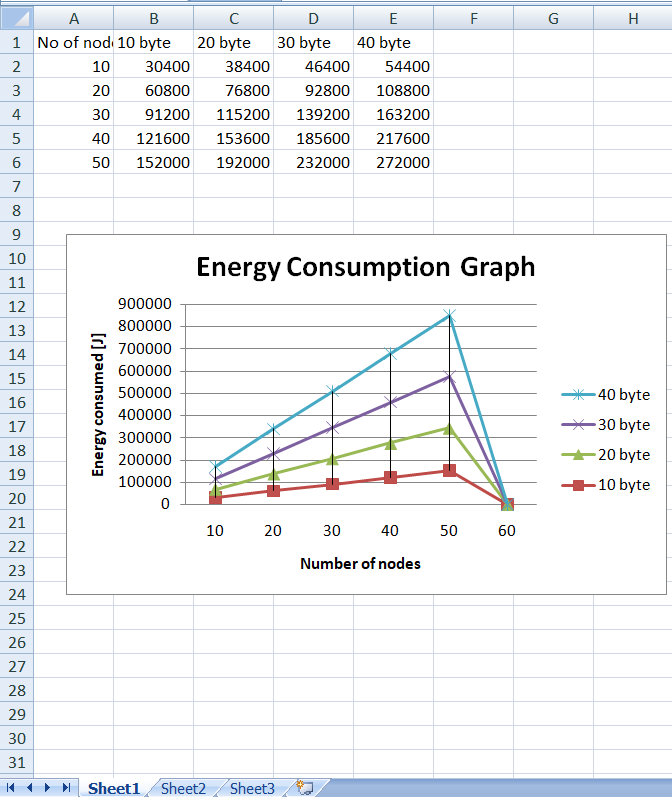 A B C D E F G H
1 No of nod 10 byte 20 byte 30 byte 40 byte
2 10 30400 38400 46400 54400
3 20 60800 76800 92800 108800
4 30 91200 115200 139200 163200
5 40 121600 153600 185600 217600
6 50 152000 192000 232000 272000
7
8
9
10
11
12
13
14
15
16
17
18
19
20
21
22
23
24
25
26
27
28
29
30
31
Energy Consumption Graph
Energy consumed [J]
900000
800000
700000
600000
500000
400000
300000
200000
100000
0
10 20 30 40 50 60
Number of nodes
40 byte
30 byte
20 byte
10 byte
Sheet1 Sheet2 Sheet3